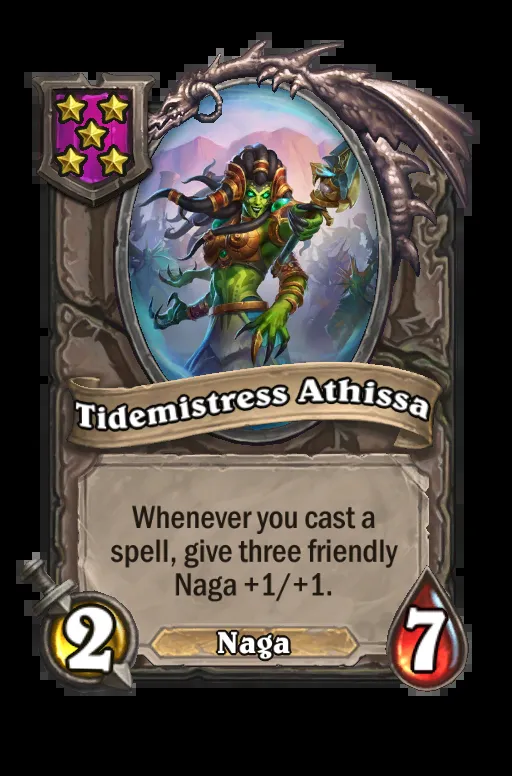 Tidemistress Athissa
Whenever you cast a
spell, give three friendly
Naga +1/+1.
2
Naga
7